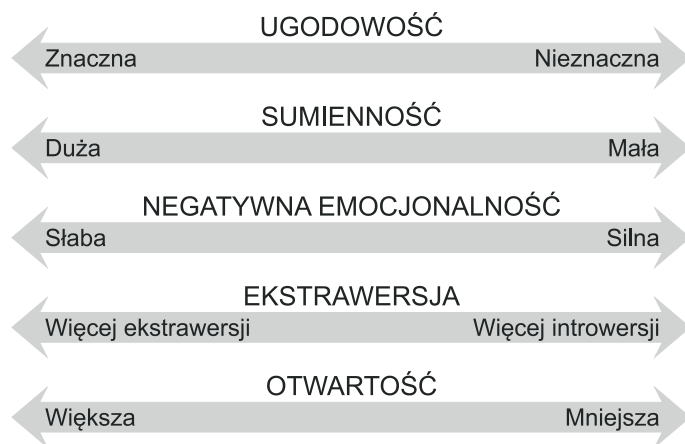 UGODOWOŚĆ
Znaczna Nieznaczna
SUMIENNOŚĆ
Duża Mała
NEGATYWNA EMOCJONALNOŚĆ
Słaba Silna
EKSTRAWERSJA
Więcej ekstrawersji Więcej introwersji
OTWARTOŚĆ
Większa Mniejsza